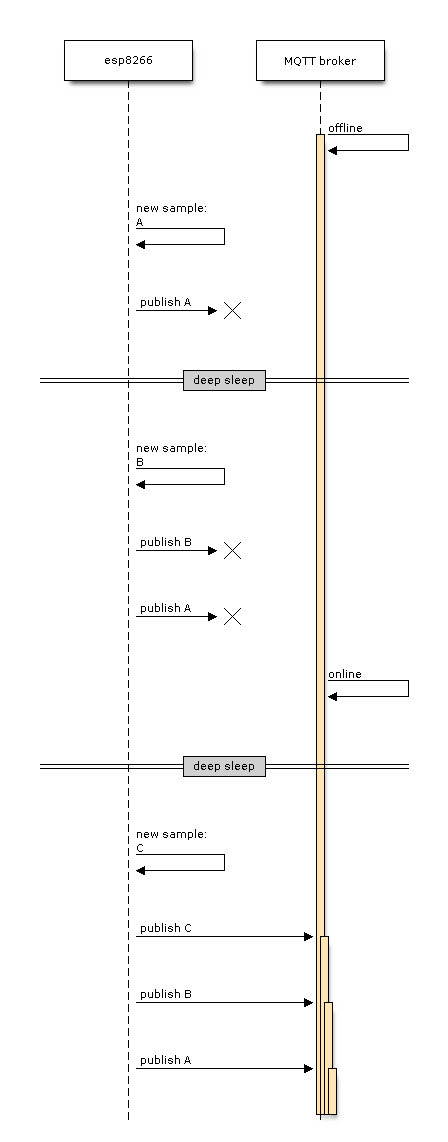 esp8266
MQTT broker
offline
new sample:
A
publish A
deep sleep
new sample:
B
publish B
publish A
online
deep sleep
new sample:
C
publish C
publish B
publish A